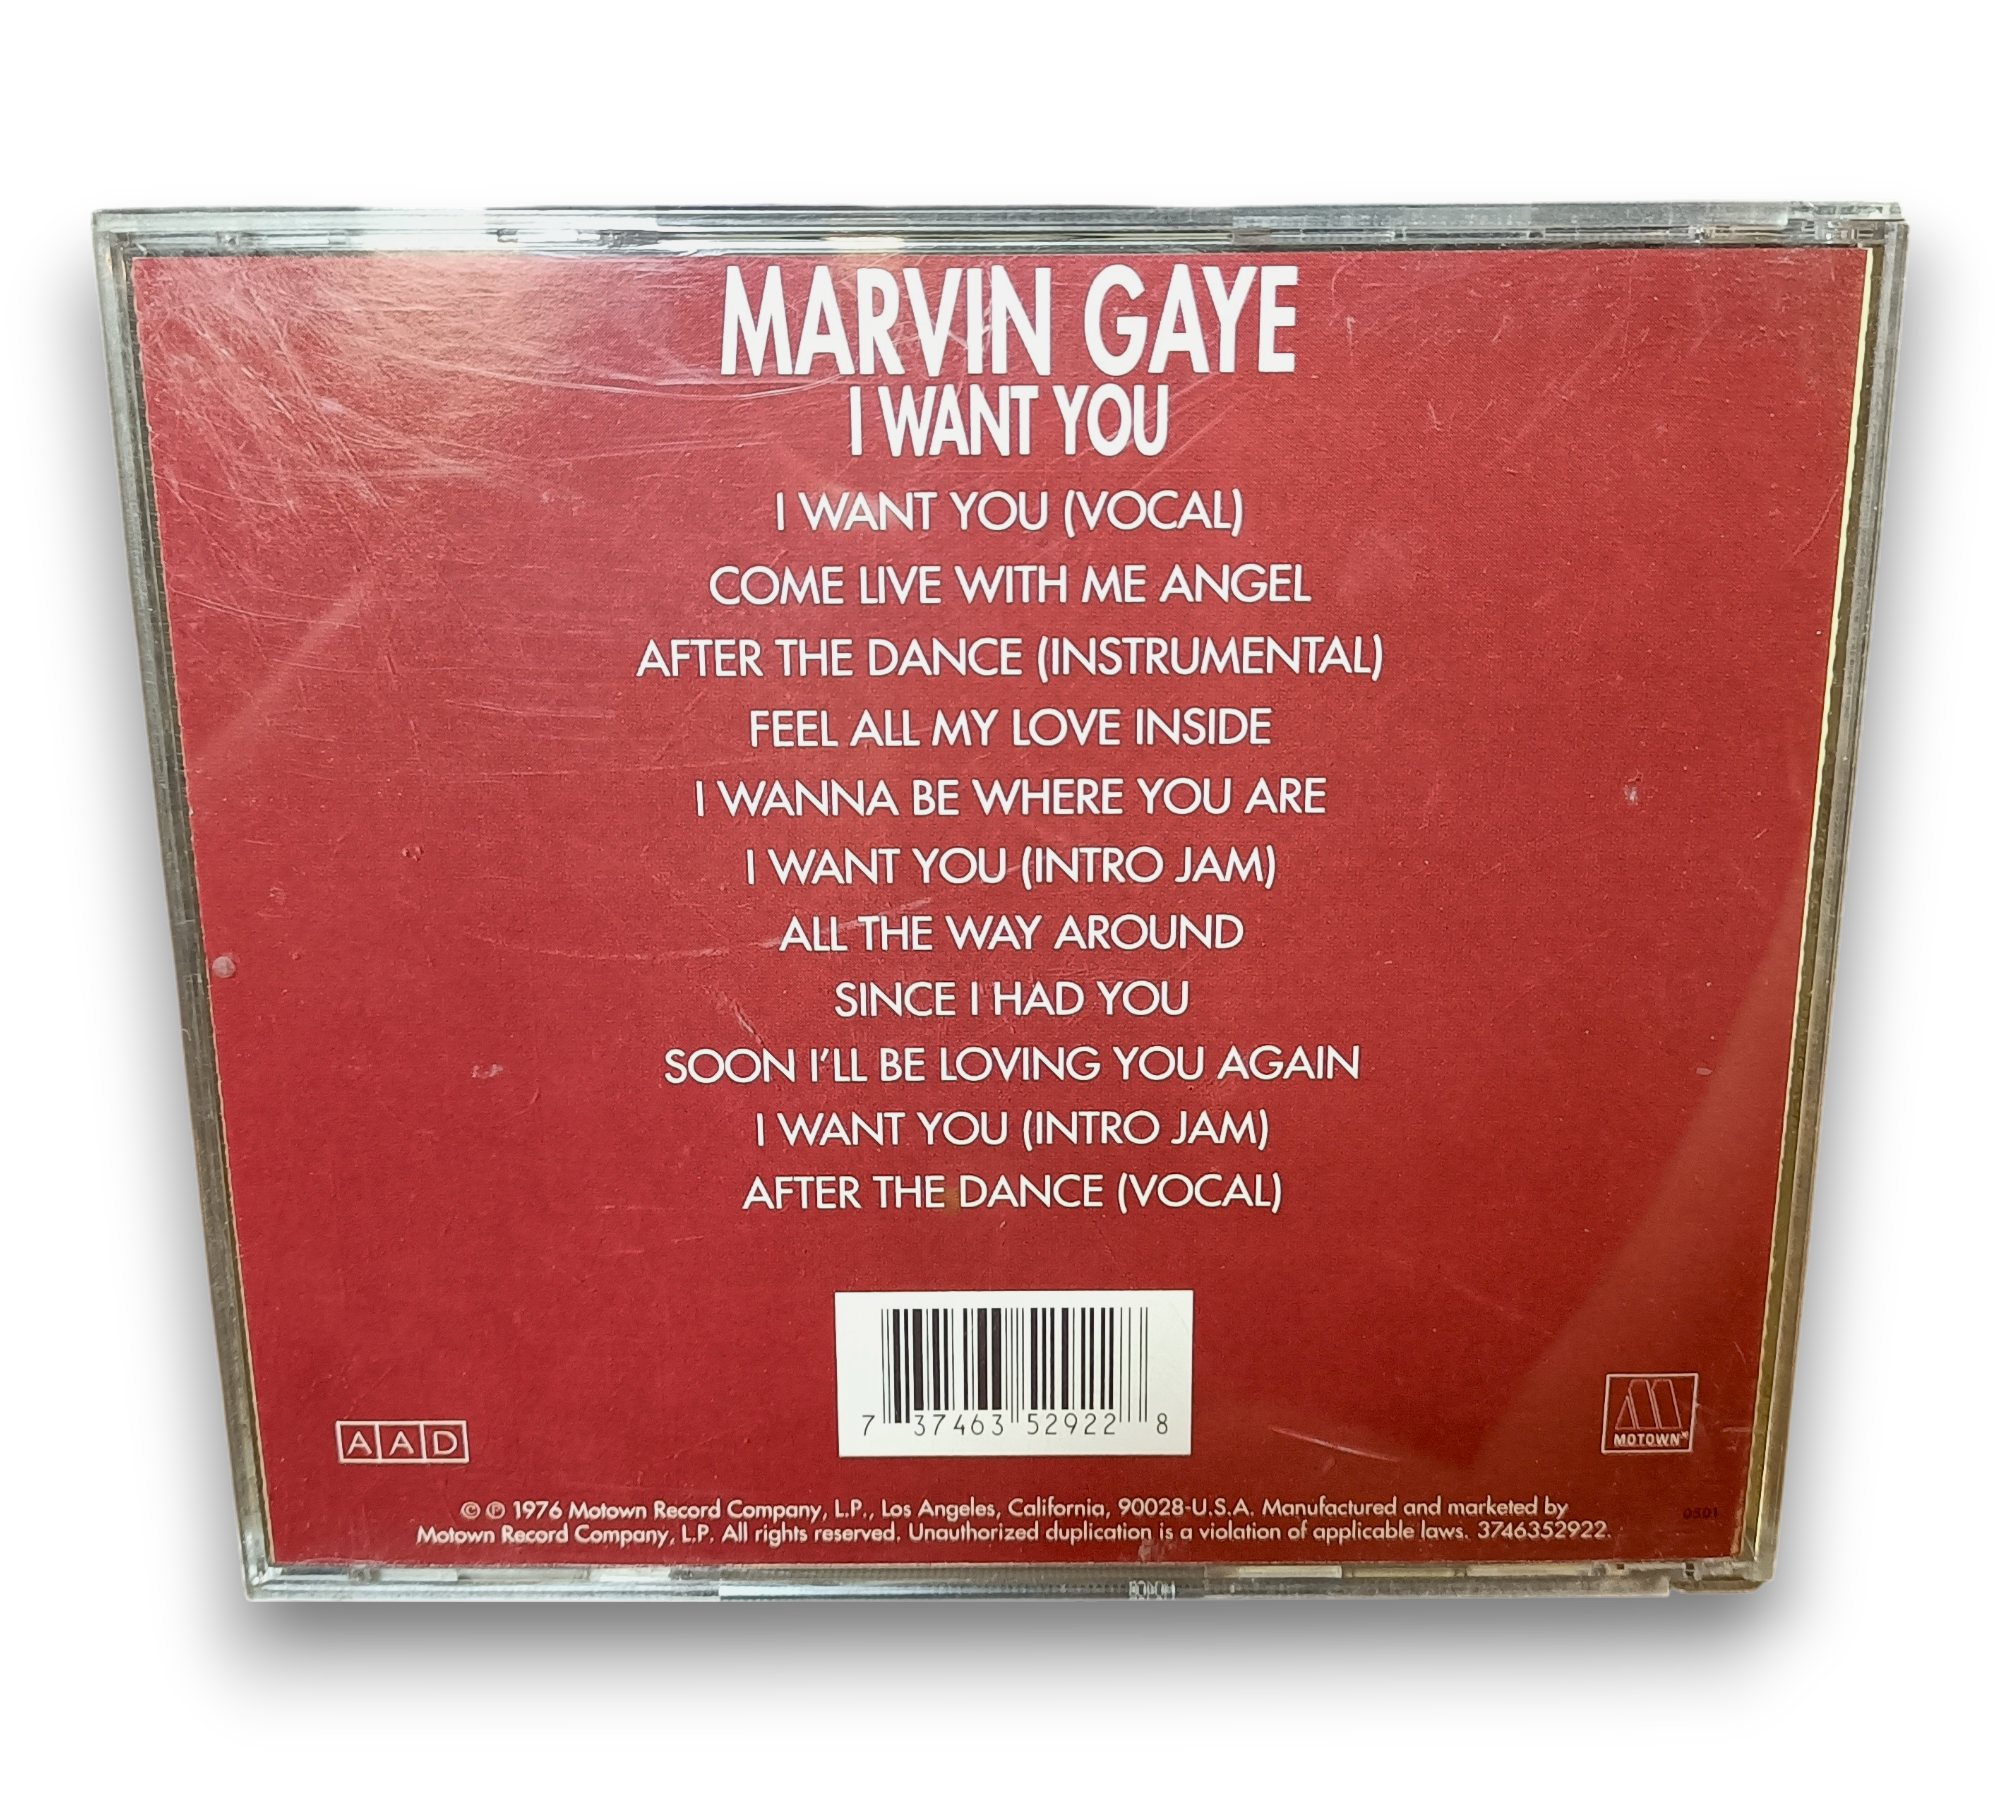 MARVIN GAYE
I WANT YOU
I WANT YOU (VOCAL)
COME LIVE WITH ME ANGEL
AFTER THE DANCE (INSTRUMENTAL)
FEEL ALL MY LOVE INSIDE
I WANNA BE WHERE YOU ARE
I WANT YOU (INTRO JAM)
ALL THE WAY AROUND
SINCE I HAD YOU
SOON I'LL BE LOVING YOU AGAIN
I WANT YOU (INTRO JAM)
AFTER THE DANCE (VOCAL)
7 37463 52922 8
AAD
MOTOWN
© ℗ 1976 Motown Record Company, L.P., Los Angeles, California, 90028-U.S.A. Manufactured and marketed by
Motown Record Company, L.P. All rights reserved. Unauthorized duplication is a violation of applicable laws. 3746352922.
0501